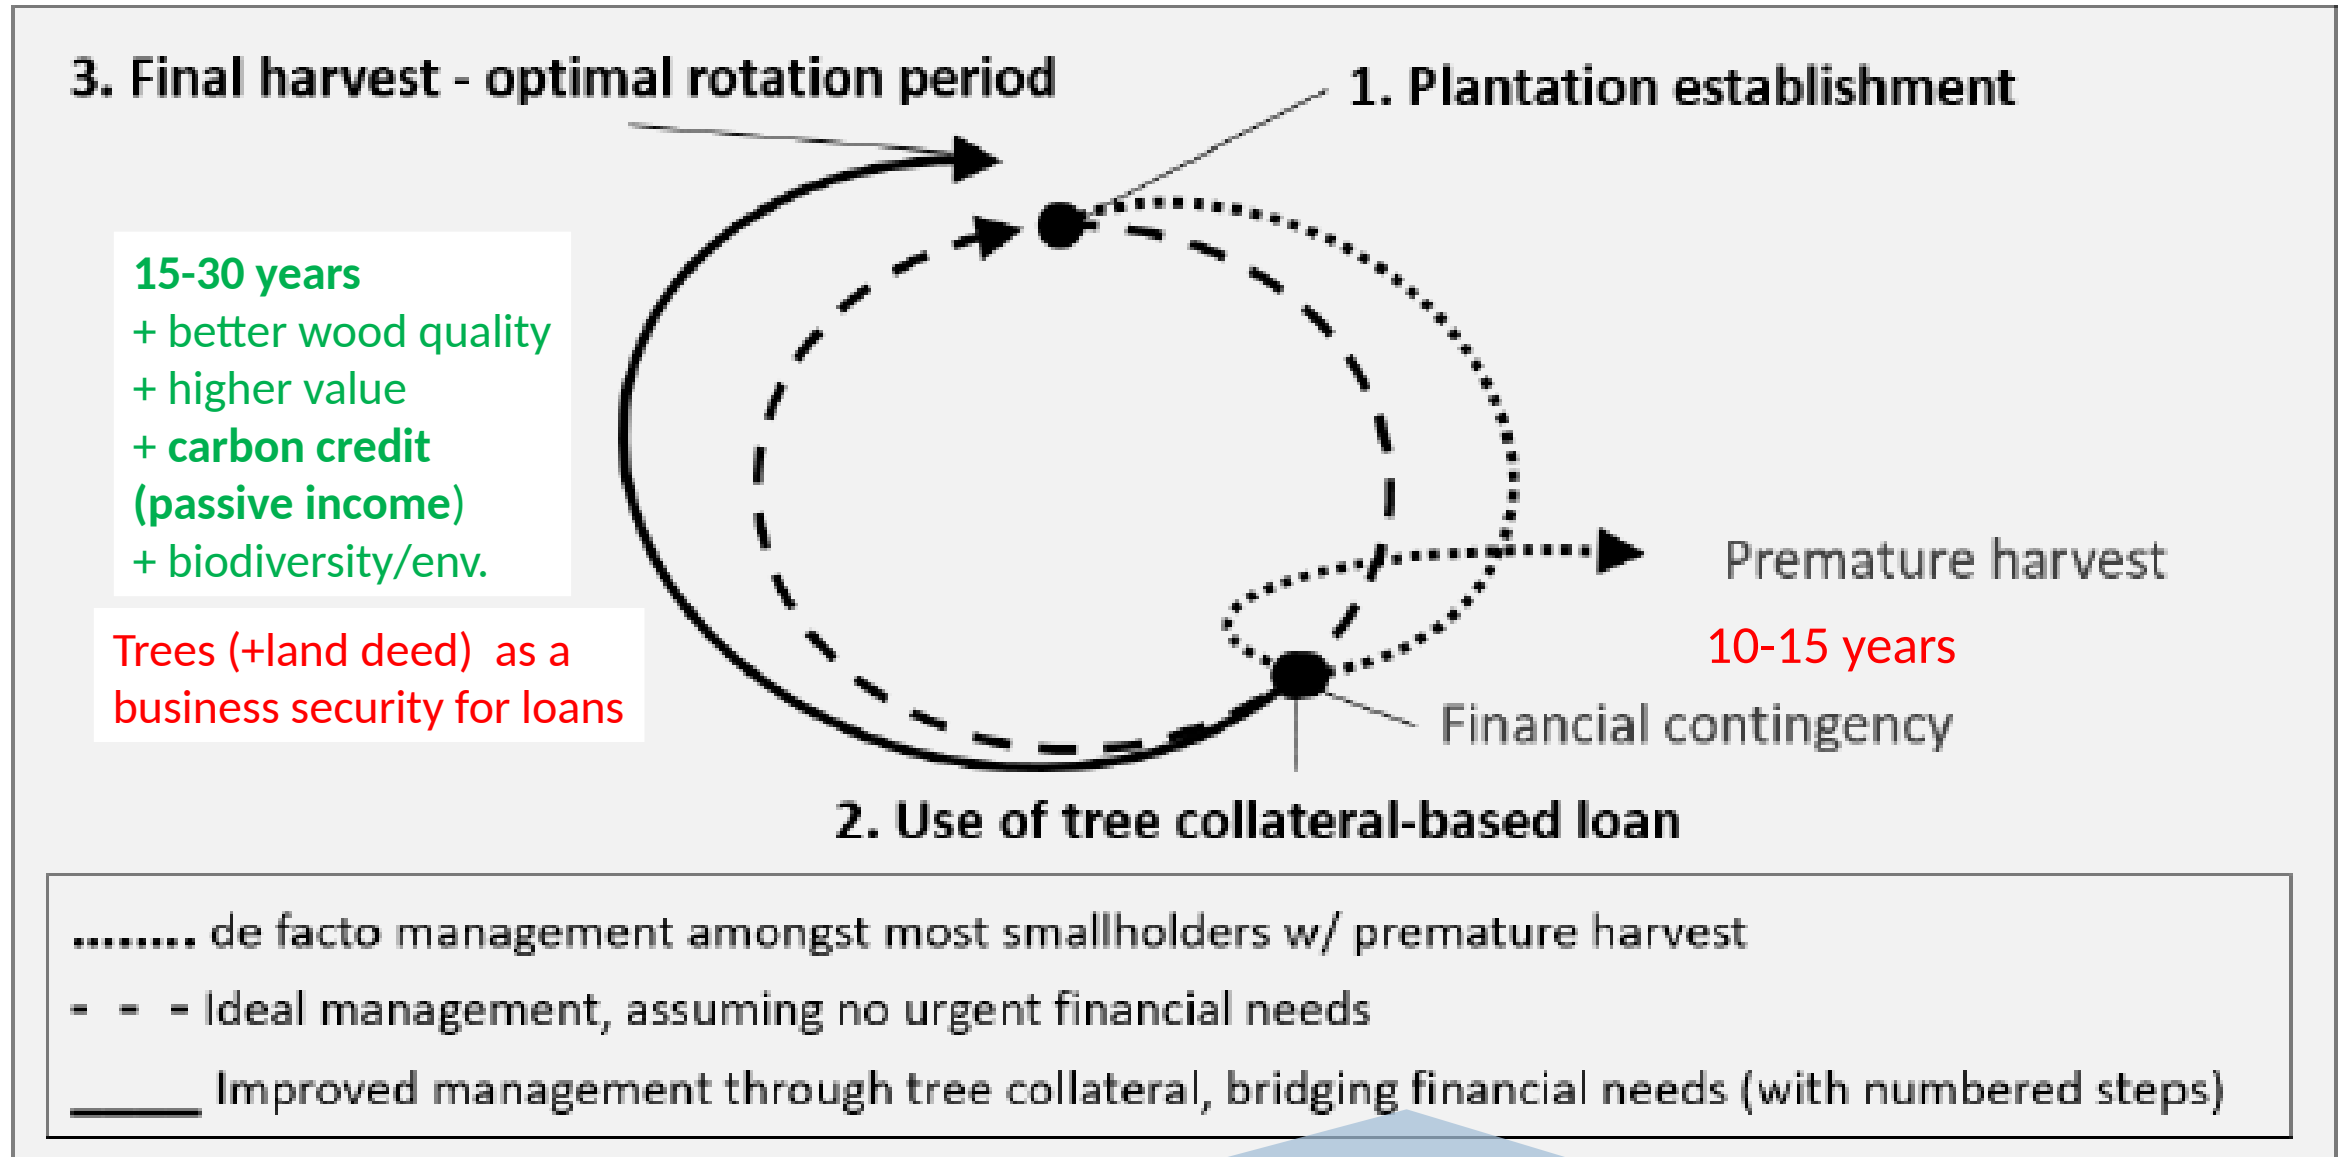 3. Final harvest - optimal rotation period
1. Plantation establishment
15-30 years
+ better wood quality
+ higher value
+ carbon credit
(passive income)
+ biodiversity/env.
Trees (+land deed)  as a
business security for loans
Premature harvest
10-15 years
Financial contingency
2. Use of tree collateral-based loan
........ de facto management amongst most smallholders w/ premature harvest
- - - Ideal management, assuming no urgent financial needs
Improved management through tree collateral, bridging financial needs (with numbered steps)